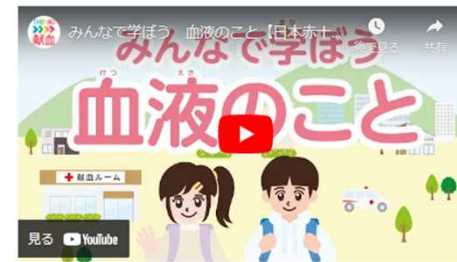 THINK!
献血
みんなで学ぼう 血液のこと【日本赤十…
後で見る
共有
みんなで学ぼう
けつ えき
血液のこと
献血ルーム
見る YouTube